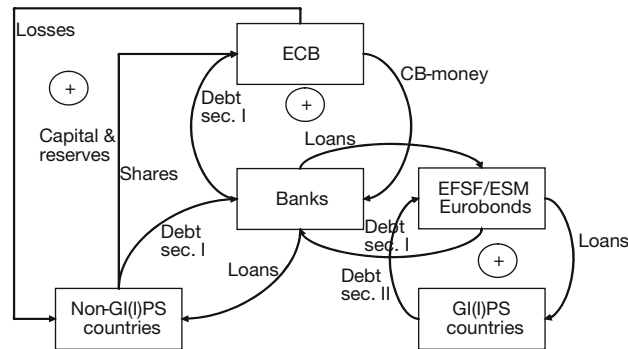 Losses
ECB
+
CB-money
Debt
sec. I
+
Capital &
reserves
Loans
Shares
Banks
EFSF/ESM
Eurobonds
Debt
sec. I
Debt
sec. I
Loans
+
Loans
Debt
sec. II
Non-GI(I)PS
countries
GI(I)PS
countries